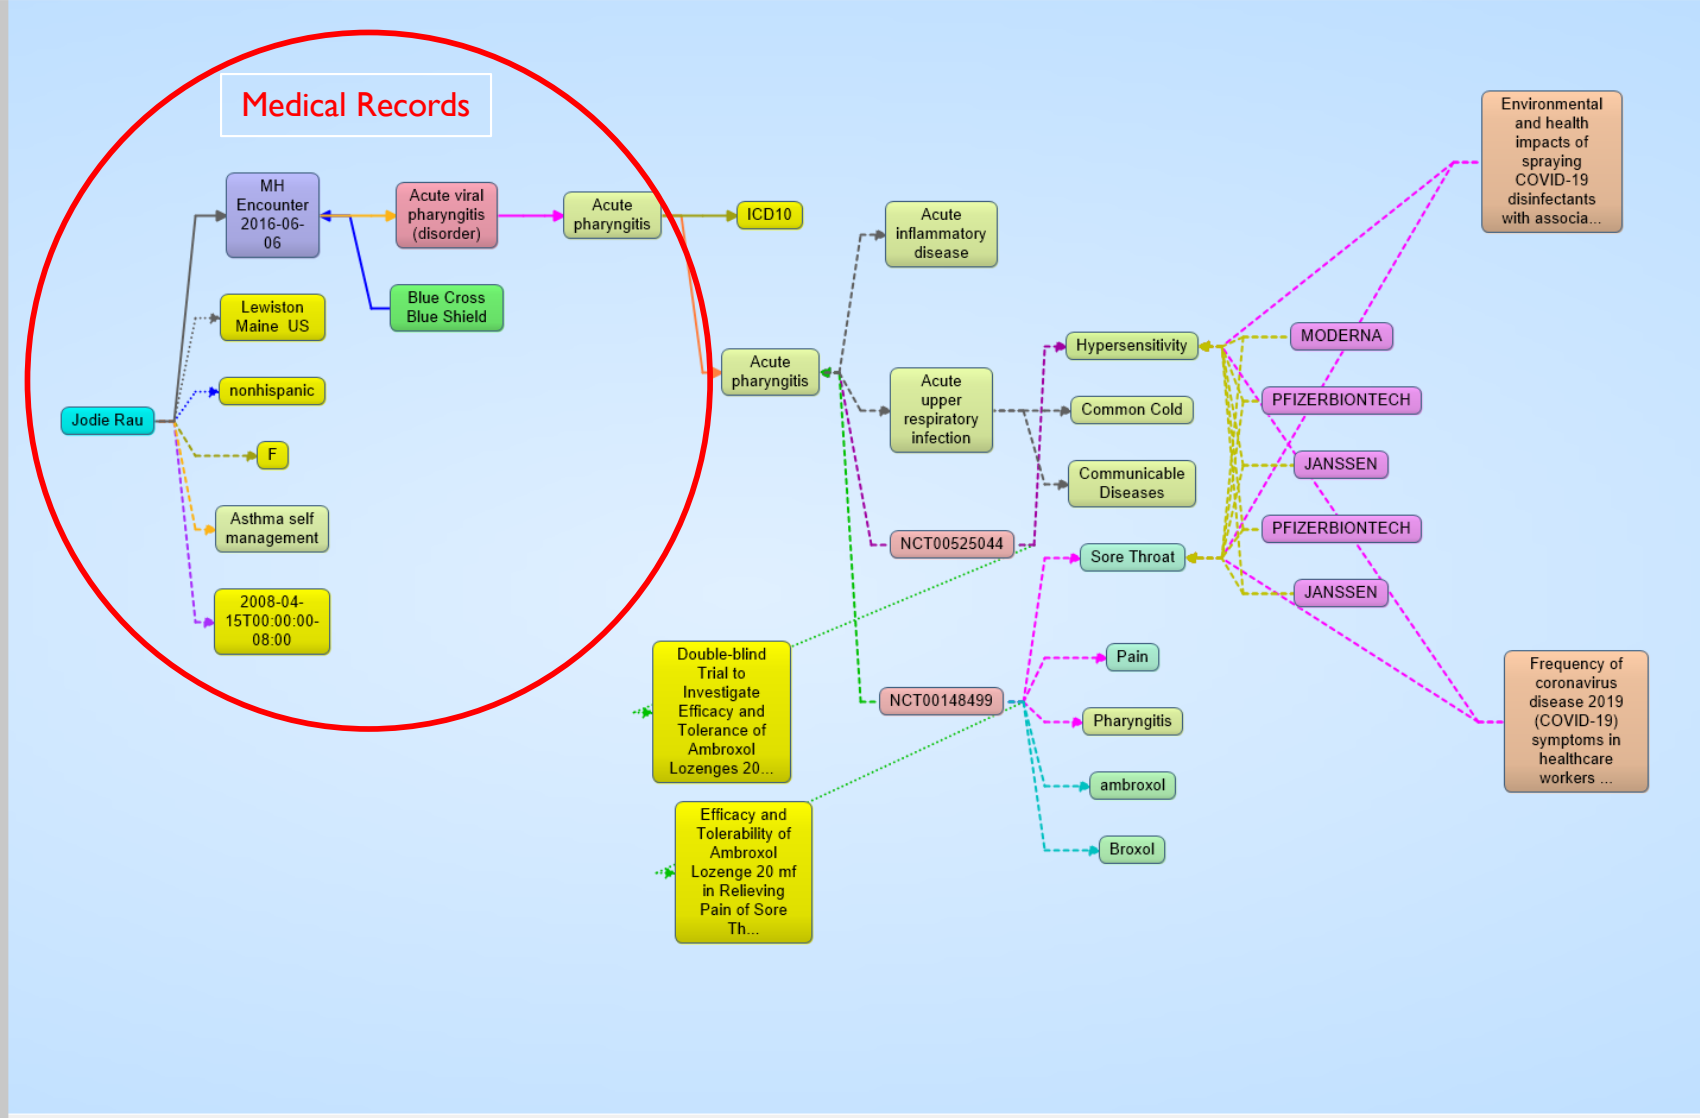 Medical Records
MH
Encounter
2016-06-
06
Acute viral
pharyngitis
(disorder)
Acute
pharyngitis
ICD10
Blue Cross
Blue Shield
Lewiston
Maine  US
nonhispanic
Jodie Rau
F
Asthma self
management
2008-04-
15T00:00:00-
08:00
Acute
pharyngitis
Acute
inflammatory
disease
Acute
upper
respiratory
infection
Hypersensitivity
Common Cold
Communicable
Diseases
NCT00525044
Sore Throat
Double-blind
Trial to
Investigate
Efficacy and
Tolerance of
Ambroxol
Lozenges 20...
NCT00148499
Pain
Pharyngitis
ambroxol
Broxol
Efficacy and
Tolerability of
Ambroxol
Lozenge 20 mf
in Relieving
Pain of Sore
Th...
MODERNA
PFIZERBIONTECH
JANSSEN
PFIZERBIONTECH
JANSSEN
Environmental
and health
impacts of
spraying
COVID-19
disinfectants
with associa...
Frequency of
coronavirus
disease 2019
(COVID-19)
symptoms in
healthcare
workers ...